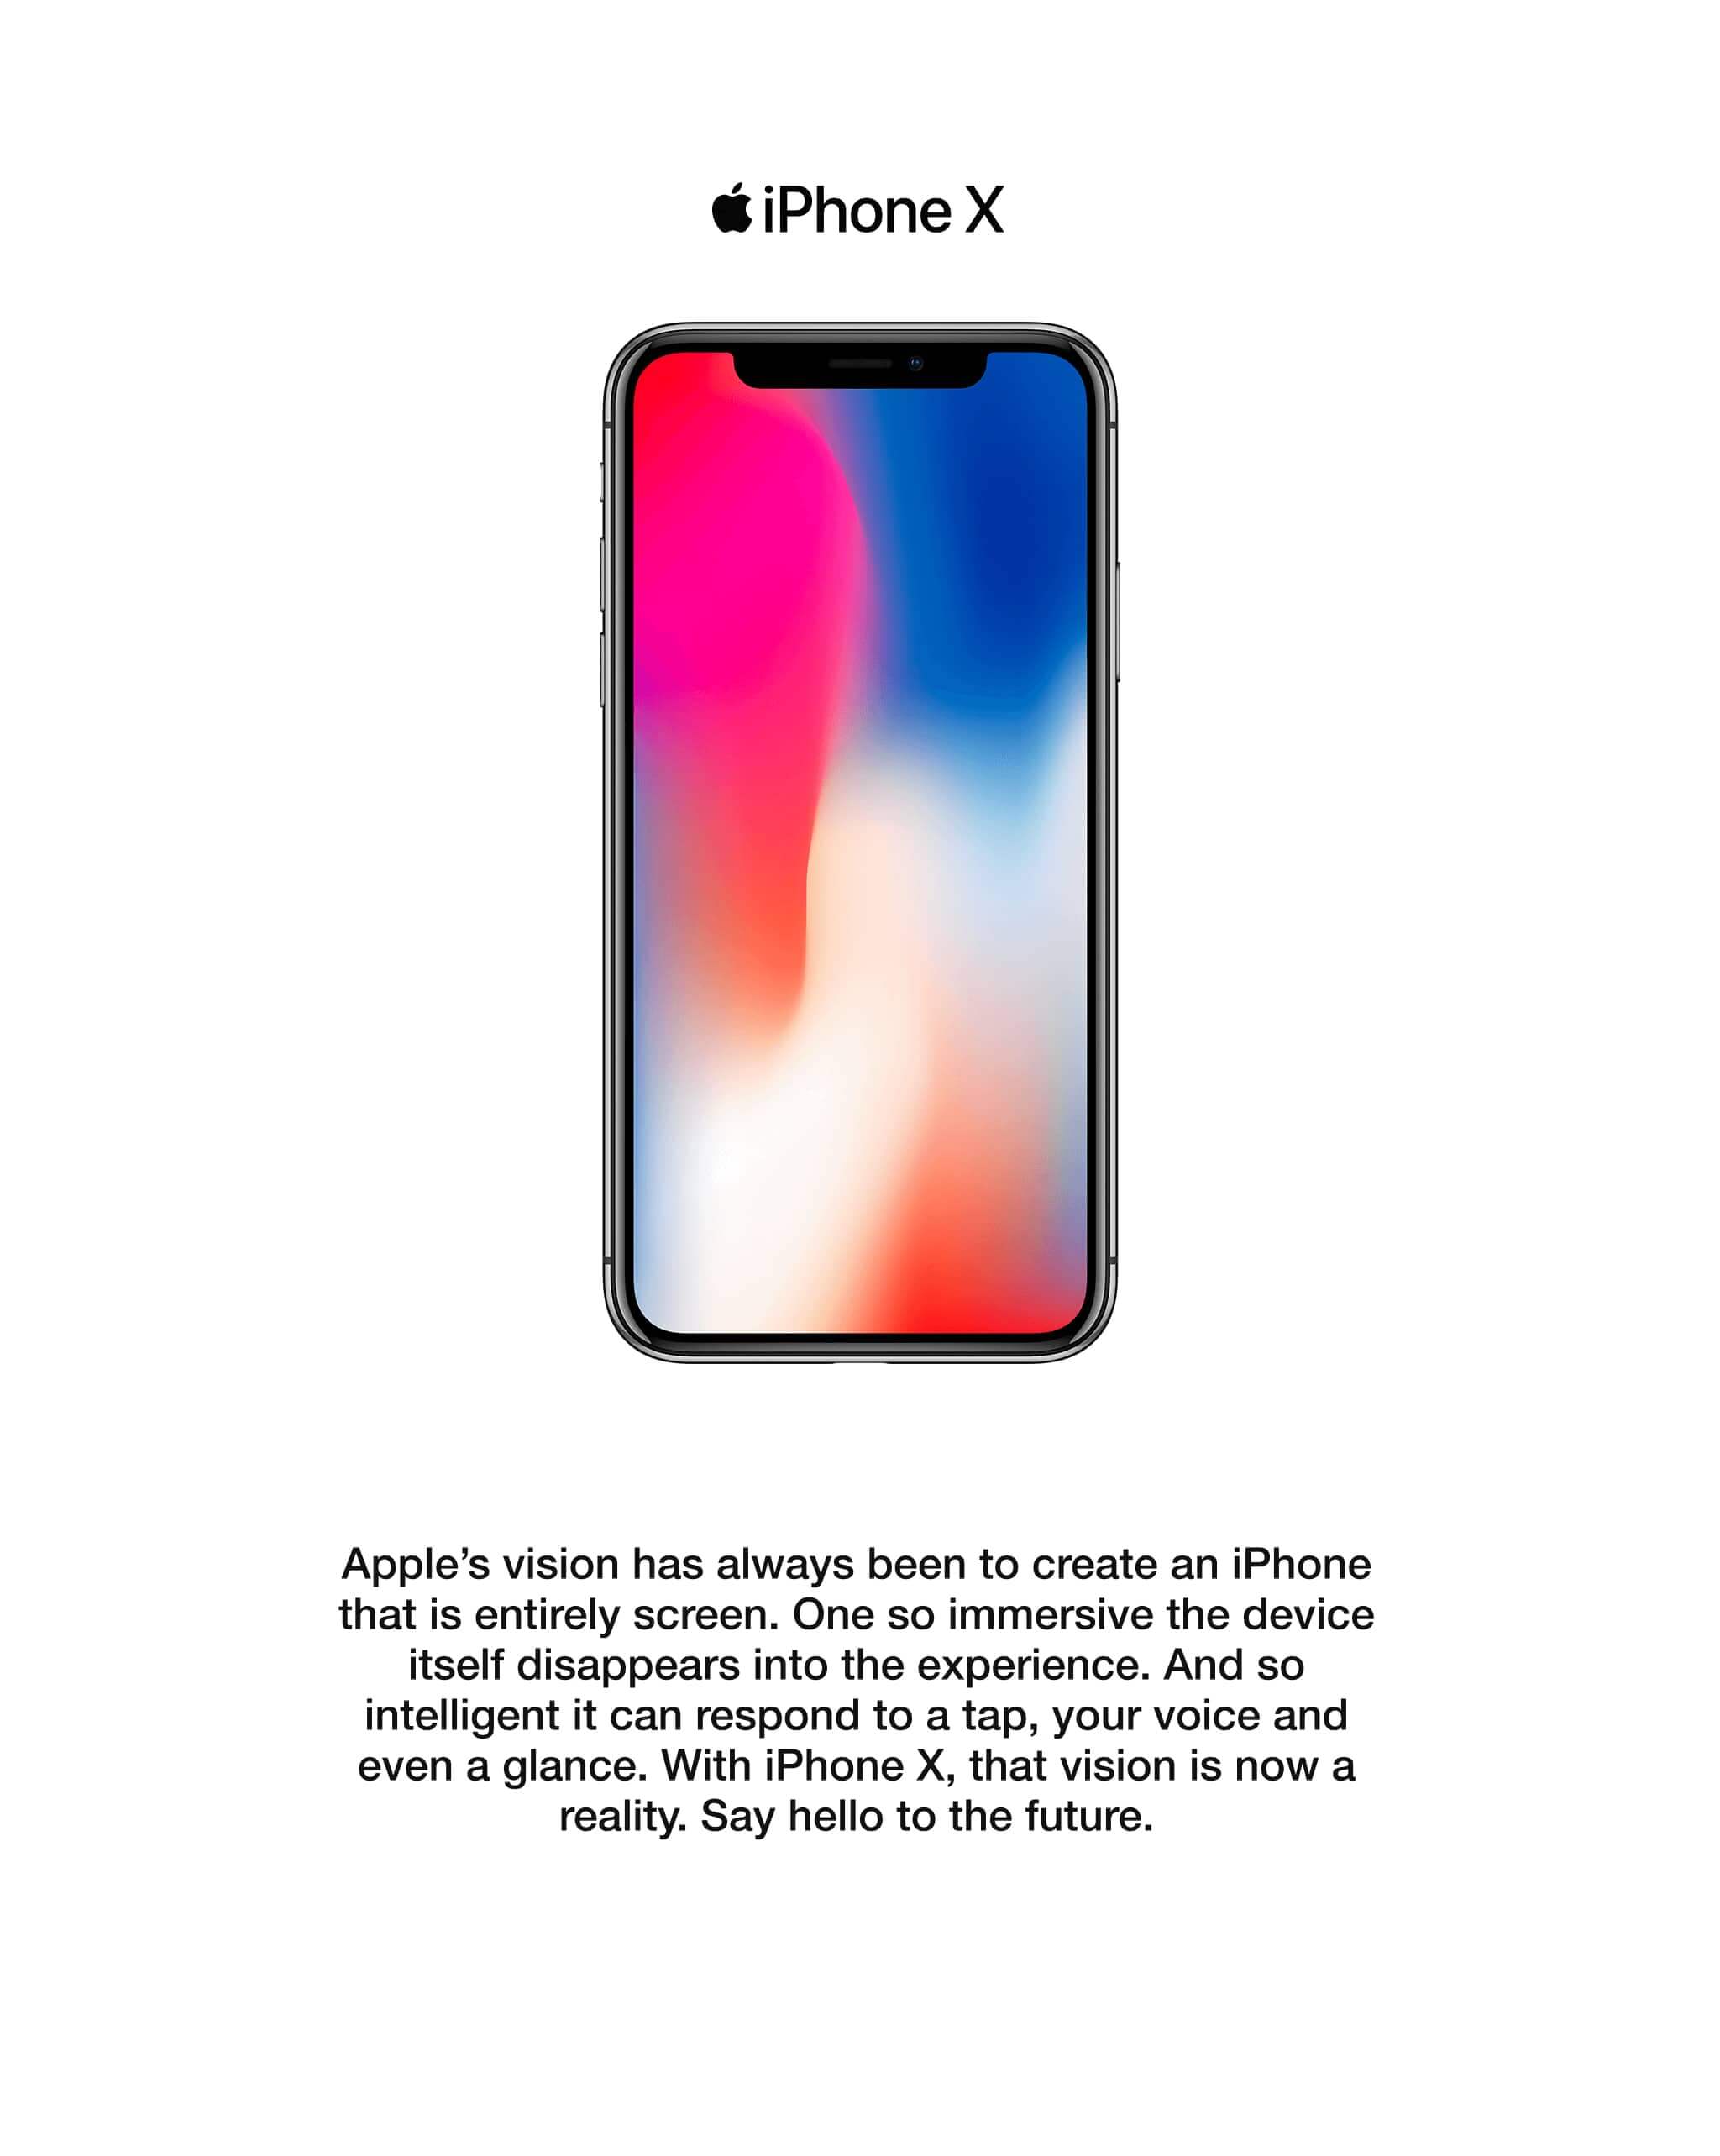 iPhone X
Apple’s vision has always been to create an iPhone
that is entirely screen. One so immersive the device
itself disappears into the experience. And so
intelligent it can respond to a tap, your voice and
even a glance. With iPhone X, that vision is now a
reality. Say hello to the future.